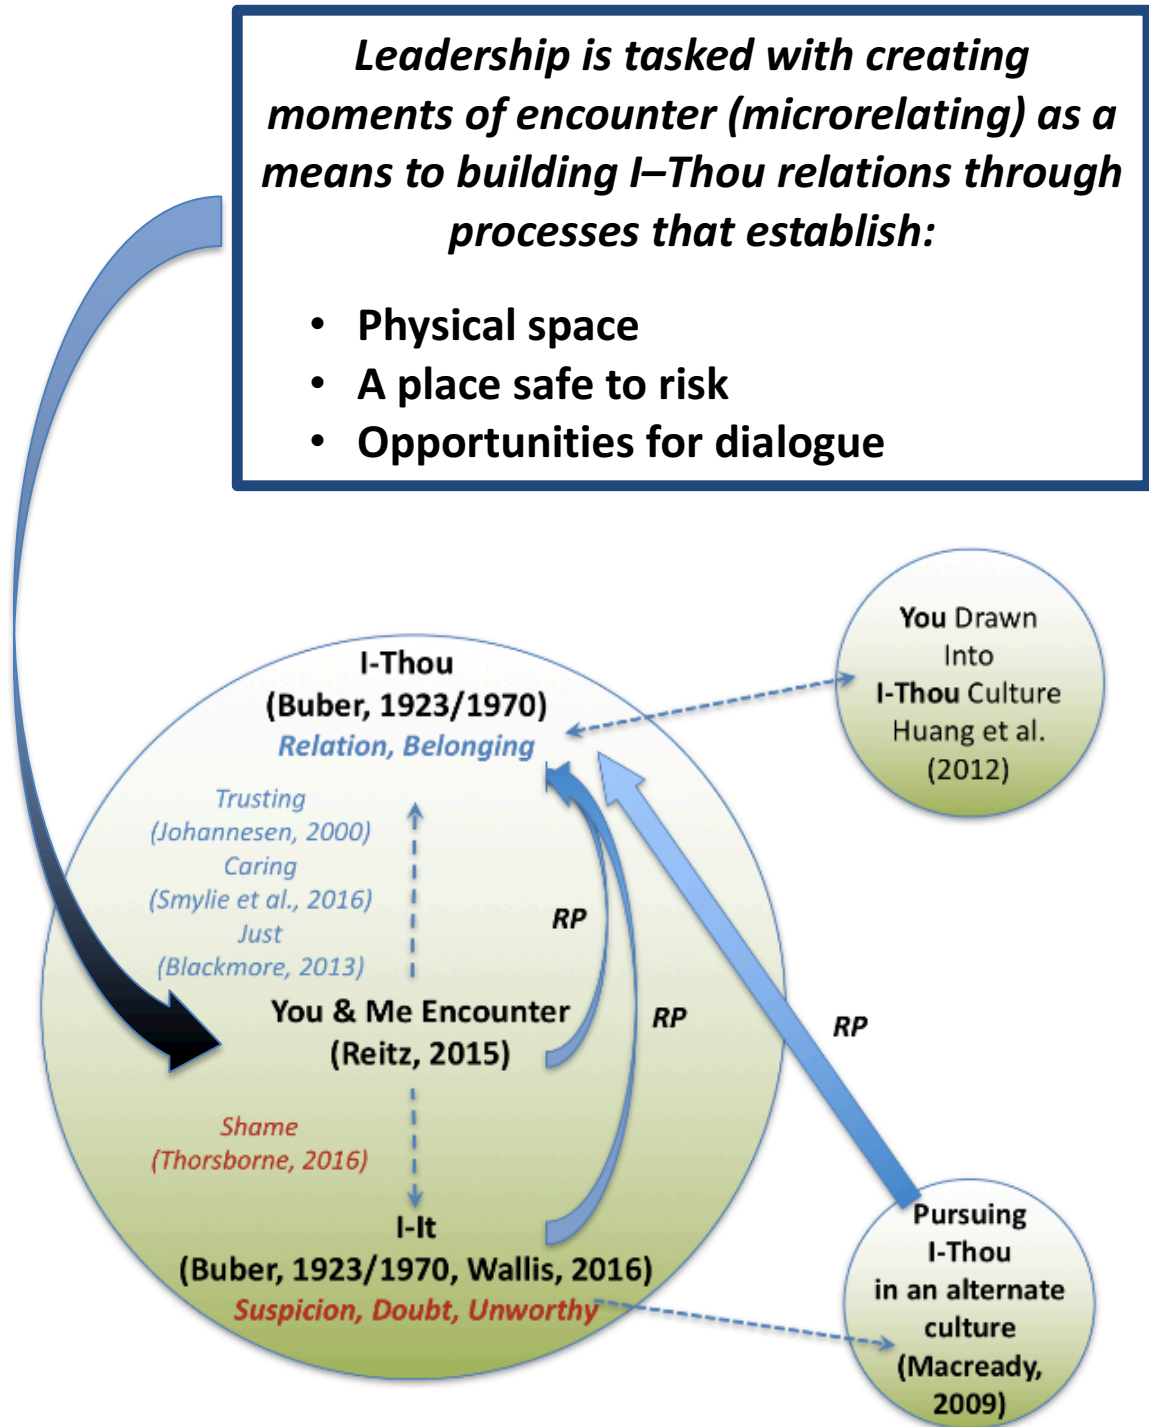 Leadership is tasked with creating
moments of encounter (microrelating) as a
means to building I–Thou relations through
processes that establish:
• Physical space
• A place safe to risk
• Opportunities for dialogue
You Drawn
Into
I-Thou Culture
Huang et al.
(2012)
I-Thou
(Buber, 1923/1970)
Relation, Belonging
Trusting
(Johannesen, 2000)
Caring
(Smylie et al., 2016)
Just
(Blackmore, 2013)
RP
You & Me Encounter
(Reitz, 2015)
RP
RP
Shame
(Thorsborne, 2016)
I-It
(Buber, 1923/1970, Wallis, 2016)
Suspicion, Doubt, Unworthy
Pursuing
I-Thou
in an alternate
culture
(Macready,
2009)